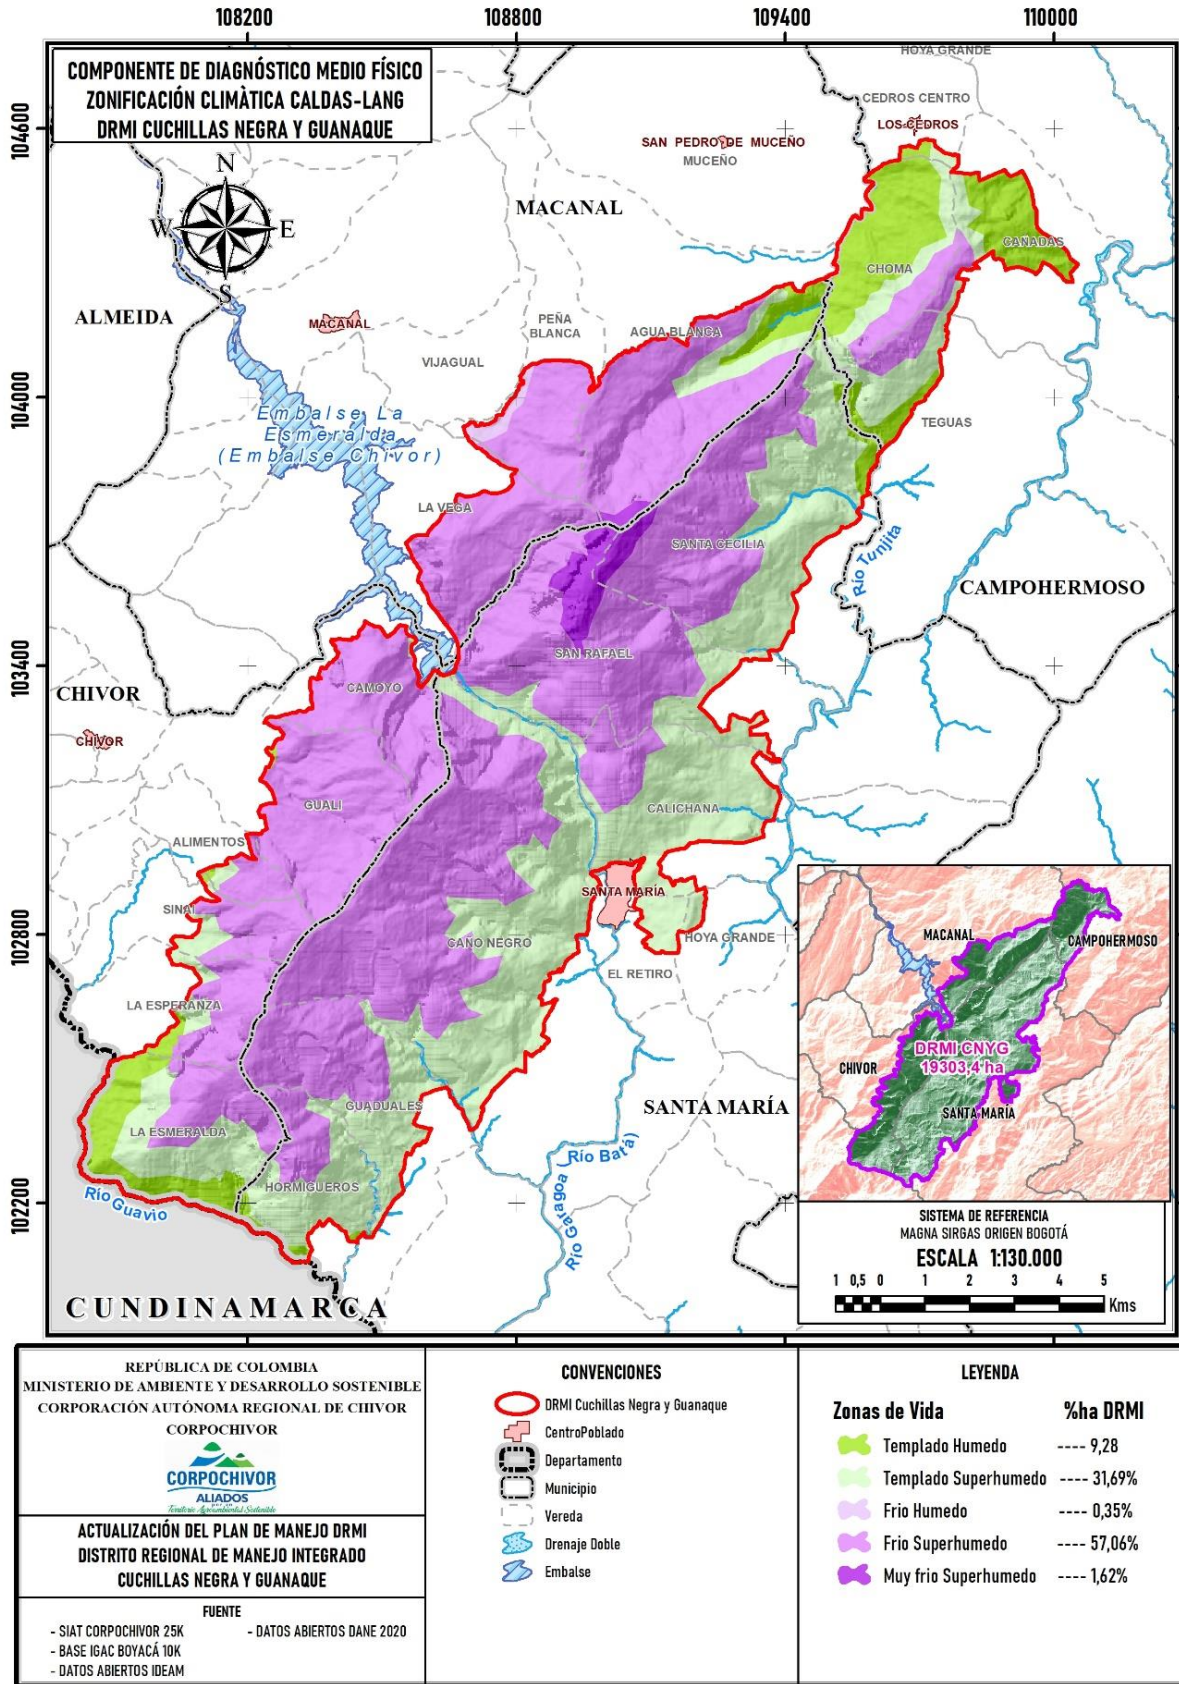 108200
108800
109400
110000
104600
104000
103400
102800
102200
COMPONENTE DE DIAGNÓSTICO MEDIO FÍSICO
ZONIFICACIÓN CLIMÀTICA CALDAS-LANG
DRMI CUCHILLAS NEGRA Y GUANAQUE
N
W
E
S
HOYA GRANDE
CEDROS CENTRO
LOS CEDROS
SAN PEDRO DE MUCEÑO
MUCEÑO
MACANAL
CAÑADAS
CHOMA
ALMEIDA
MACANAL
PEÑA
BLANCA
AGUA BLANCA
VIJAGUAL
Embalse La
Esmeralda
(Embalse Chivor)
TEGUAS
LA VEGA
SANTA CECILIA
Río Tunjita
CAMPOHERMOSO
SAN RAFAEL
CHIVOR
CAMOYO
CHIVOR
GUALI
CALICHANA
ALIMENTOS
SANTA MARÍA
SINAI
CAÑO NEGRO
HOYA GRANDE
EL RETIRO
LA ESPERANZA
GUADUALES
SANTA MARÍA
LA ESMERALDA
HORMIGUEROS
Río Guavio
Río Garagoa (Río Batá)
CUNDINAMARCA
MACANAL
CAMPOHERMOSO
CHIVOR
DRMI CNYG
19303,4 ha
SANTA MARÍA
SISTEMA DE REFERENCIA
MAGNA SIRGAS ORIGEN BOGOTÁ
ESCALA 1:130.000
1 0,5 0 1 2 3 4 5
Kms
REPÚBLICA DE COLOMBIA
MINISTERIO DE AMBIENTE Y DESARROLLO SOSTENIBLE
CORPORACIÓN AUTÓNOMA REGIONAL DE CHIVOR
CORPOCHIVOR
CORPOCHIVOR
ALIADOS
Territorio Agroambiental Sostenible
ACTUALIZACIÓN DEL PLAN DE MANEJO DRMI
DISTRITO REGIONAL DE MANEJO INTEGRADO
CUCHILLAS NEGRA Y GUANAQUE
FUENTE
- SIAT CORPOCHIVOR 25K - DATOS ABIERTOS DANE 2020
- BASE IGAC BOYACÁ 10K
- DATOS ABIERTOS IDEAM
CONVENCIONES
DRMI Cuchillas Negra y Guanaque
CentroPoblado
Departamento
Municipio
Vereda
Drenaje Doble
Embalse
LEYENDA
Zonas de Vida %ha DRMI
Templado Humedo ---- 9,28
Templado Superhumedo ---- 31,69%
Frio Humedo ---- 0,35%
Frio Superhumedo ---- 57,06%
Muy frio Superhumedo ---- 1,62%